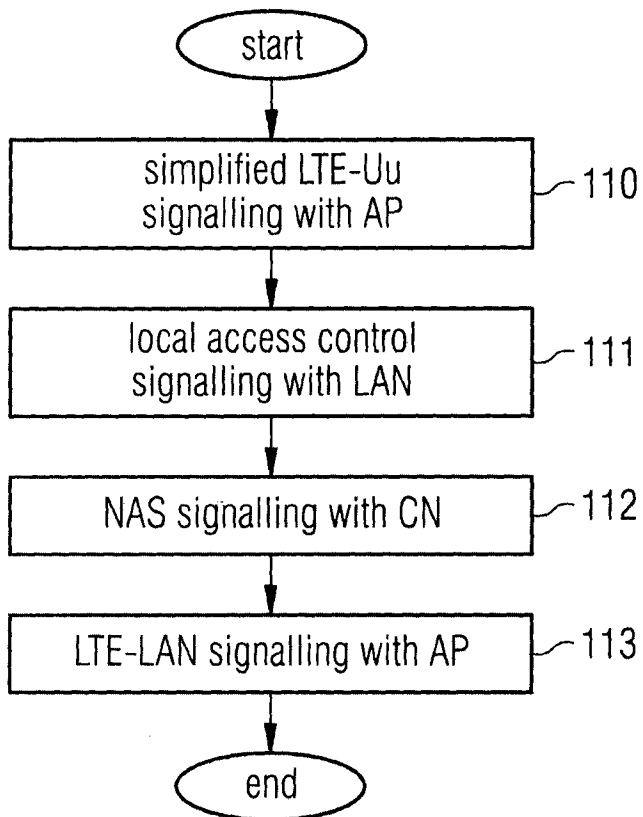 start
simplified LTE-Uu
signalling with AP
110
local access control
signalling with LAN
111
NAS signalling with CN
112
LTE-LAN signalling with AP
113
end